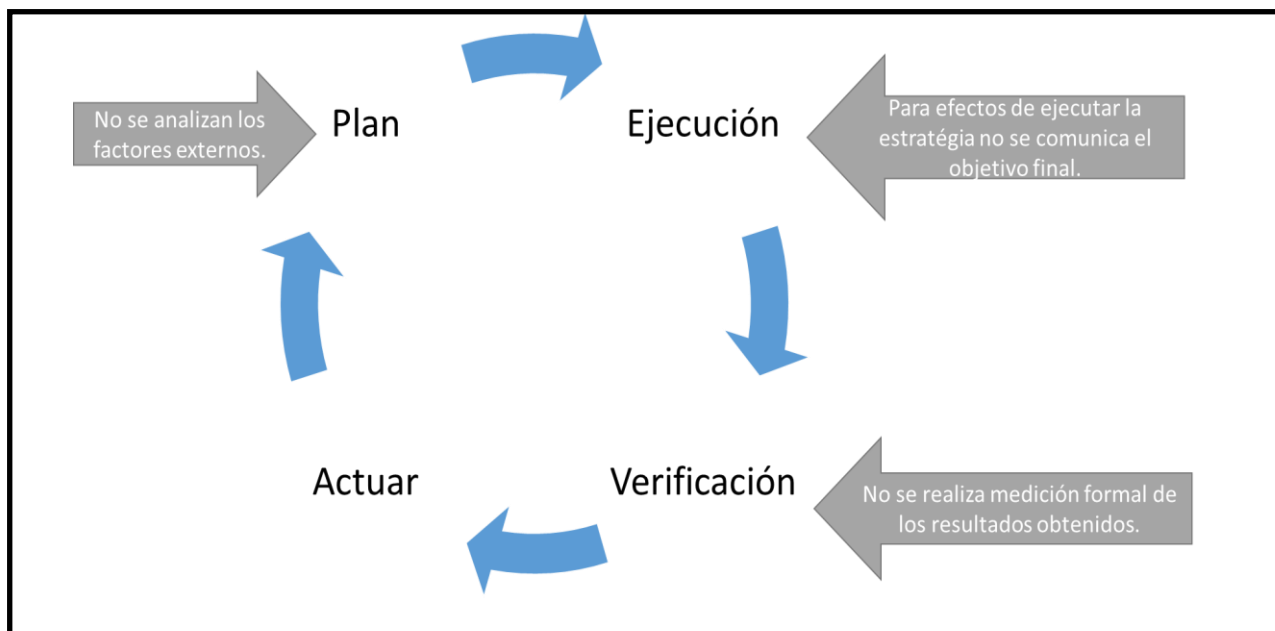 No se analizan los
factores externos.
Plan
Ejecución
Para efectos de ejecutar la
estratégia no se comunica el
objetivo final.
Actuar
Verificación
No se realiza medición formal de
los resultados obtenidos.